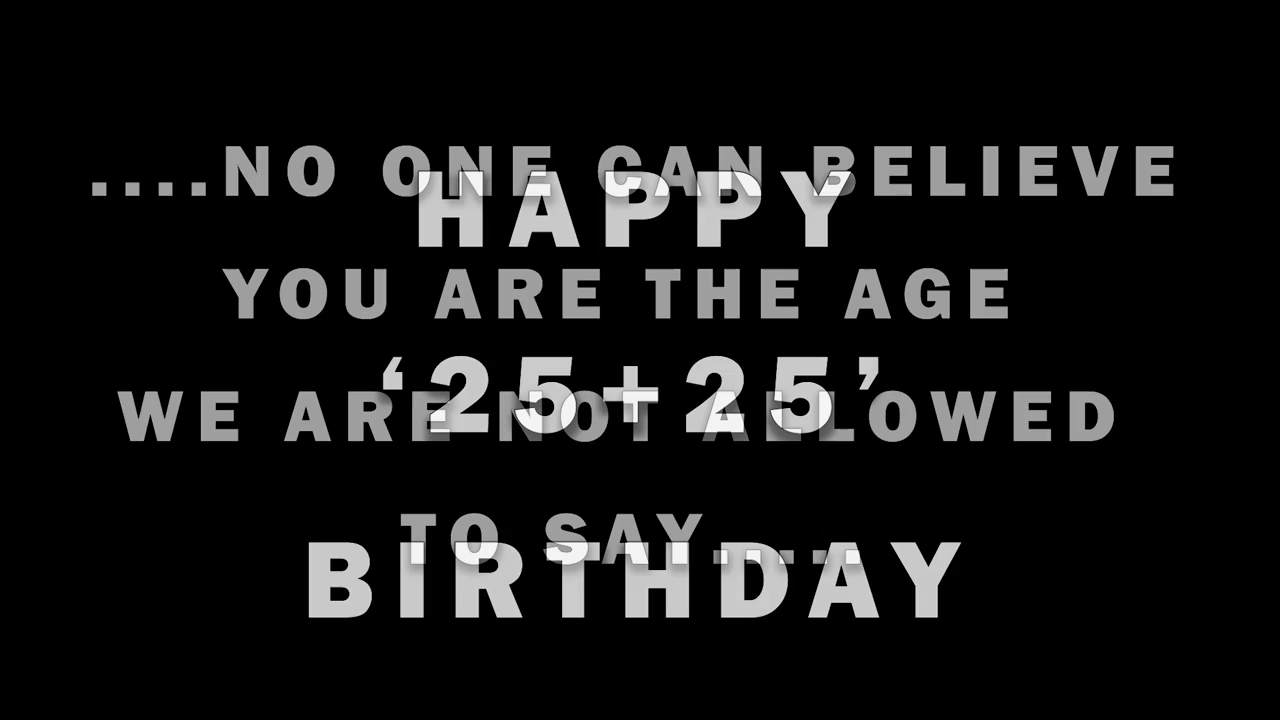 ....NO ONE CAN BELIEVE
HAPPY
YOU ARE THE AGE
‘25+25’
WE ARE NOT ALLOWED
TO SAY.....
BIRTHDAY